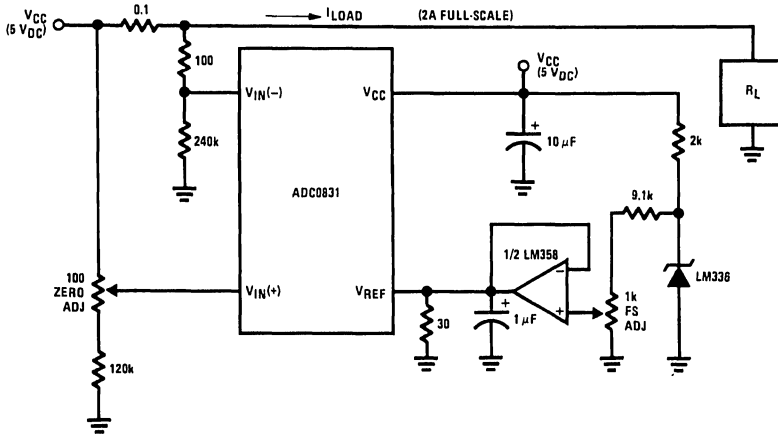 VCC
(5 VDC)
0.1
ILOAD
(2A FULL-SCALE)
100
VIN(−)
VCC
VCC
(5 VDC)
RL
240k
10 µF
+
2k
ADC0831
9.1k
1/2 LM358
LM336
100
ZERO
ADJ
VIN(+)
VREF
−
+
+
30
1 µF
1k
FS
ADJ
120k